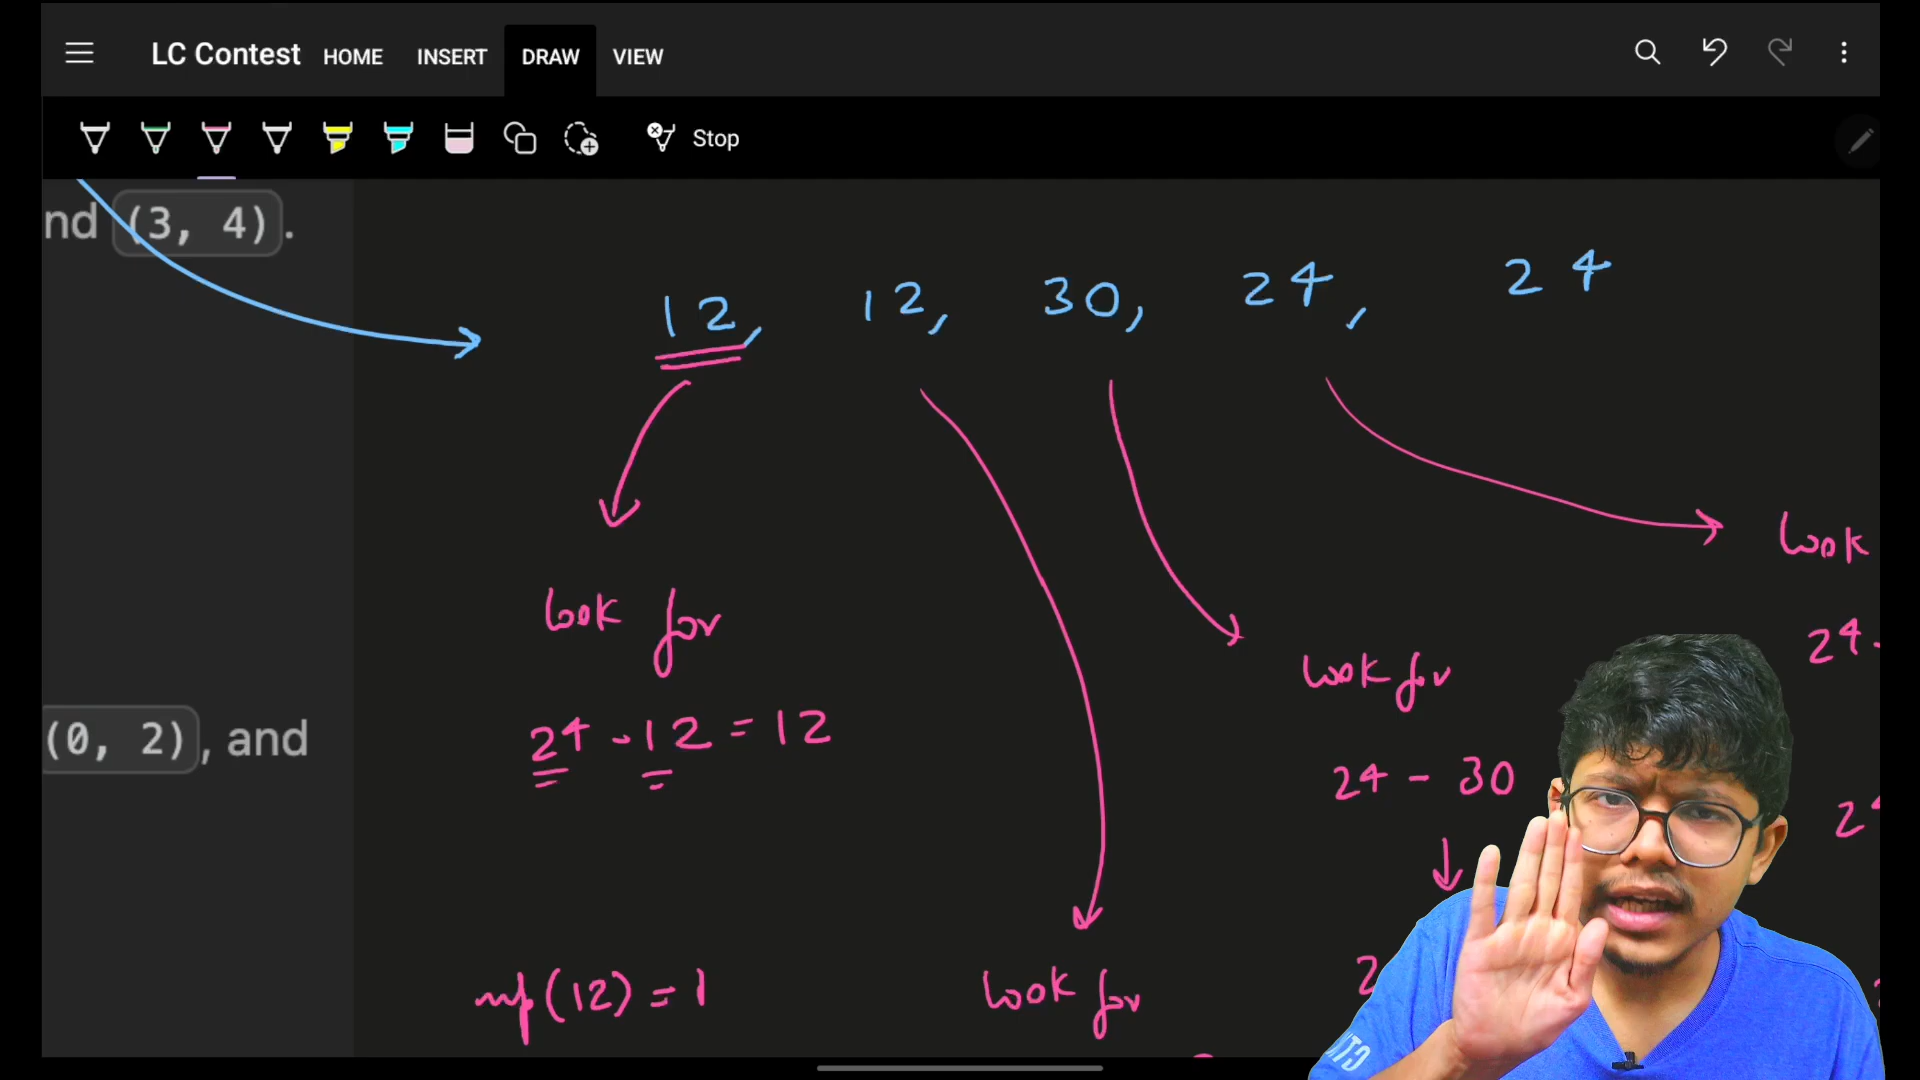 LC Contest HOME INSERT DRAW VIEW
Stop
nd (3, 4).
12, 12, 30, 24, 24
look for
24 - 12 = 12
look
24-
look for
24 - 30
(0, 2), and
mp(12) = 1
look for